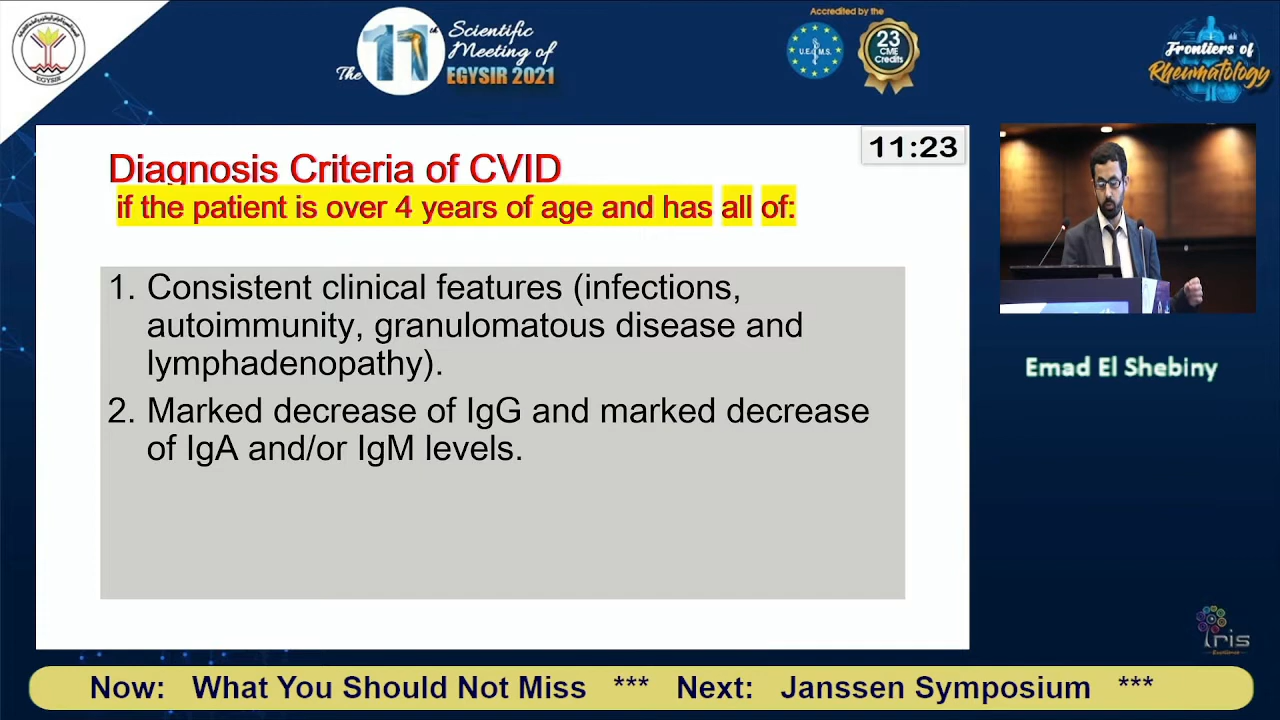 The 11th Scientific
Meeting of
EGYSIR 2021
EGYSIR
Accredited by the
U.E.M.S.
23
CME
Credits
Frontiers of
Rheumatology
11:23
Diagnosis Criteria of CVID
if the patient is over 4 years of age and has all of:
1. Consistent clinical features (infections,
autoimmunity, granulomatous disease and
lymphadenopathy).
2. Marked decrease of IgG and marked decrease
of IgA and/or IgM levels.
Emad El Shebiny
Iris
Now: What You Should Not Miss *** Next: Janssen Symposium ***